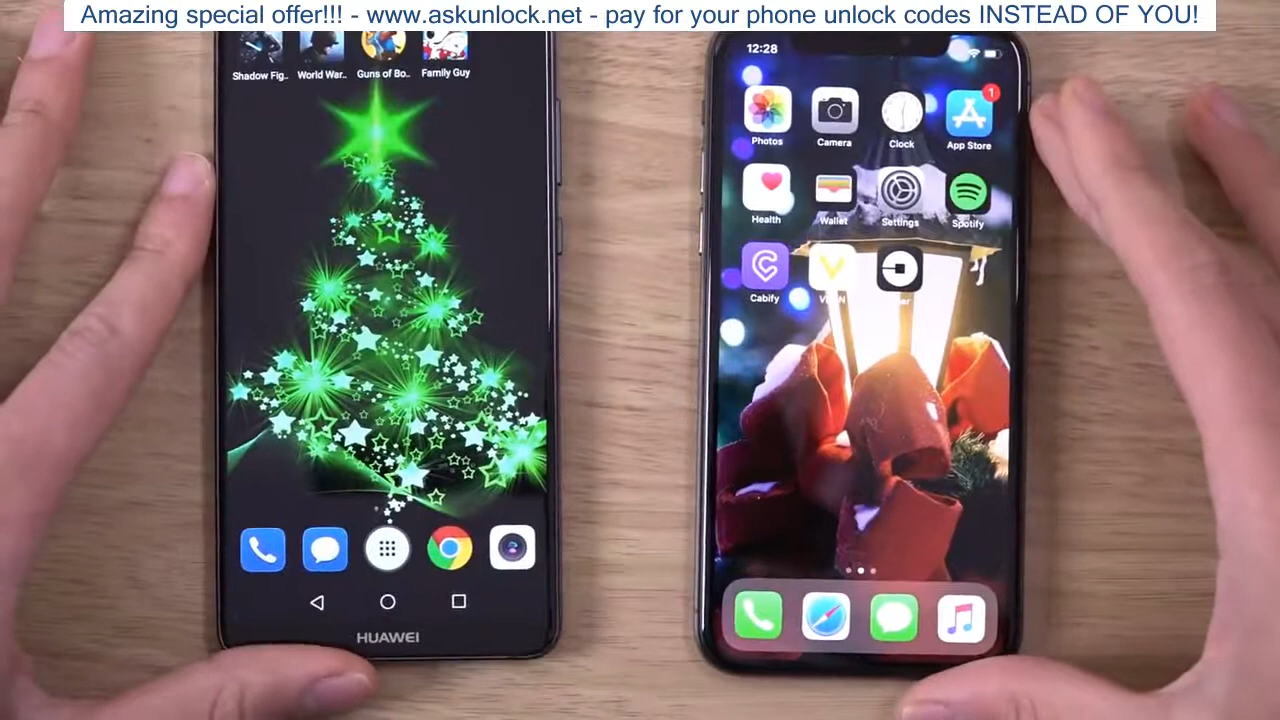 Amazing special offer!!! - www.askunlock.net - pay for your phone unlock codes INSTEAD OF YOU!
Shadow Fig.. World War.. Guns of Bo.. Family Guy
HUAWEI
12:28
1
Photos Camera Clock App Store
Health Wallet Settings Spotify
Cabify